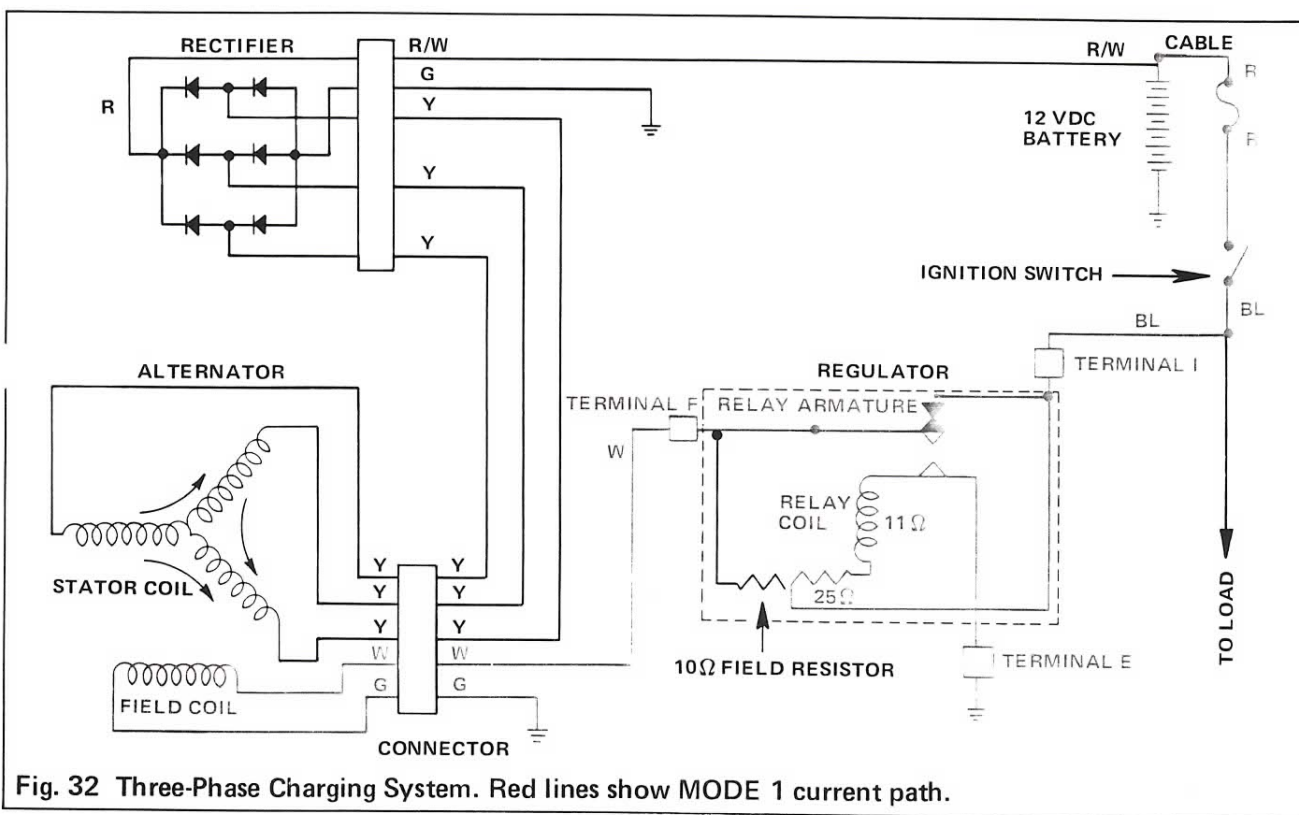 RECTIFIER
R/W
R/W
CABLE
G
R
Y
R
12 VDC
BATTERY
R
Y
Y
IGNITION SWITCH
BL
BL
TERMINAL I
ALTERNATOR
REGULATOR
TERMINAL F
RELAY ARMATURE
W
RELAY
COIL
11Ω
STATOR COIL
Y
Y
Y
Y
25Ω
TO LOAD
Y
Y
W
W
10Ω FIELD RESISTOR
TERMINAL E
G
G
FIELD COIL
CONNECTOR
Fig. 32 Three-Phase Charging System. Red lines show MODE 1 current path.